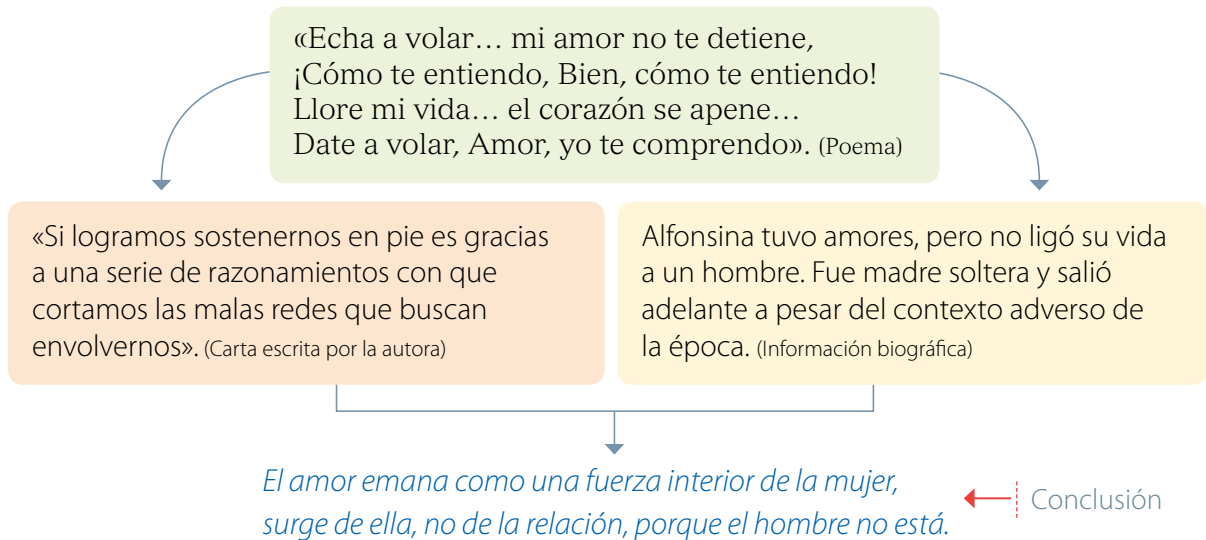 «Echa a volar… mi amor no te detiene,
¡Cómo te entiendo, Bien, cómo te entiendo!
Llore mi vida… el corazón se apene…
Date a volar, Amor, yo te comprendo». (Poema)
«Si logramos sostenernos en pie es gracias
a una serie de razonamientos con que
cortamos las malas redes que buscan
envolvernos». (Carta escrita por la autora)
Alfonsina tuvo amores, pero no ligó su vida
a un hombre. Fue madre soltera y salió
adelante a pesar del contexto adverso de
la época. (Información biográfica)
El amor emana como una fuerza interior de la mujer,
surge de ella, no de la relación, porque el hombre no está.
Conclusión